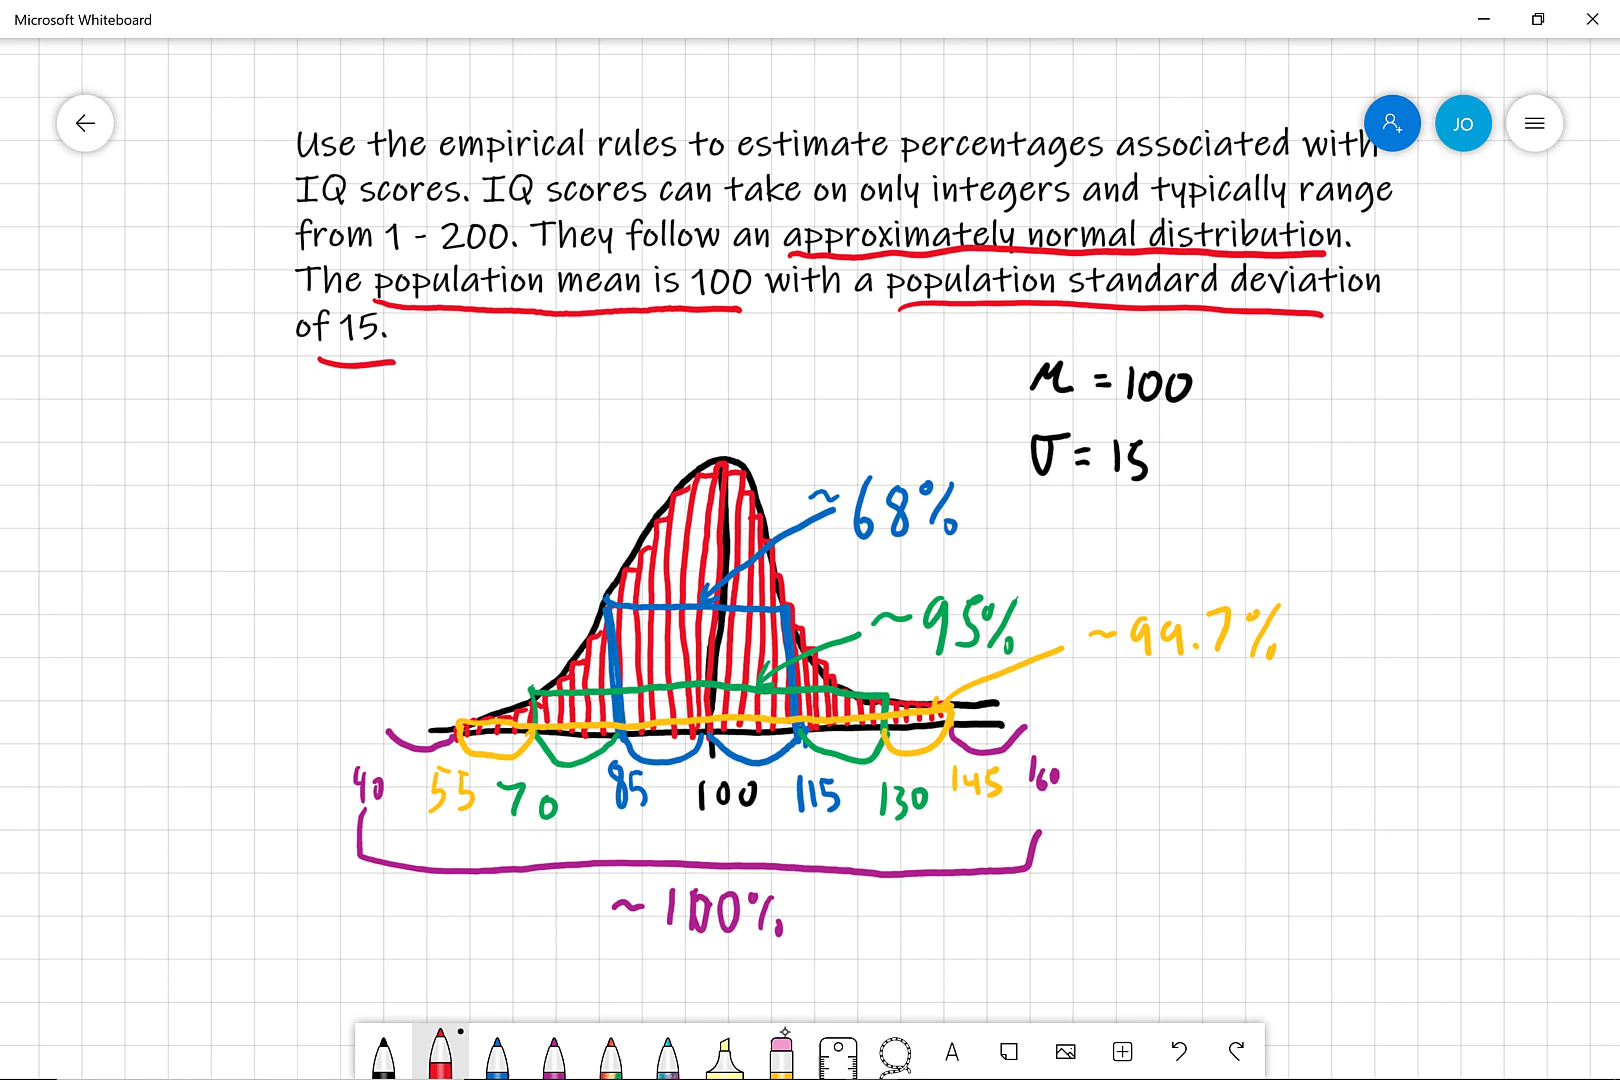 Microsoft Whiteboard
JO
Use the empirical rules to estimate percentages associated with
IQ scores. IQ scores can take on only integers and typically range
from 1 - 200. They follow an approximately normal distribution.
The population mean is 100 with a population standard deviation
of 15.
μ = 100
σ = 15
~68%
~95%
~99.7%
40 55 70 85 100 115 130 145 160
~100%
A